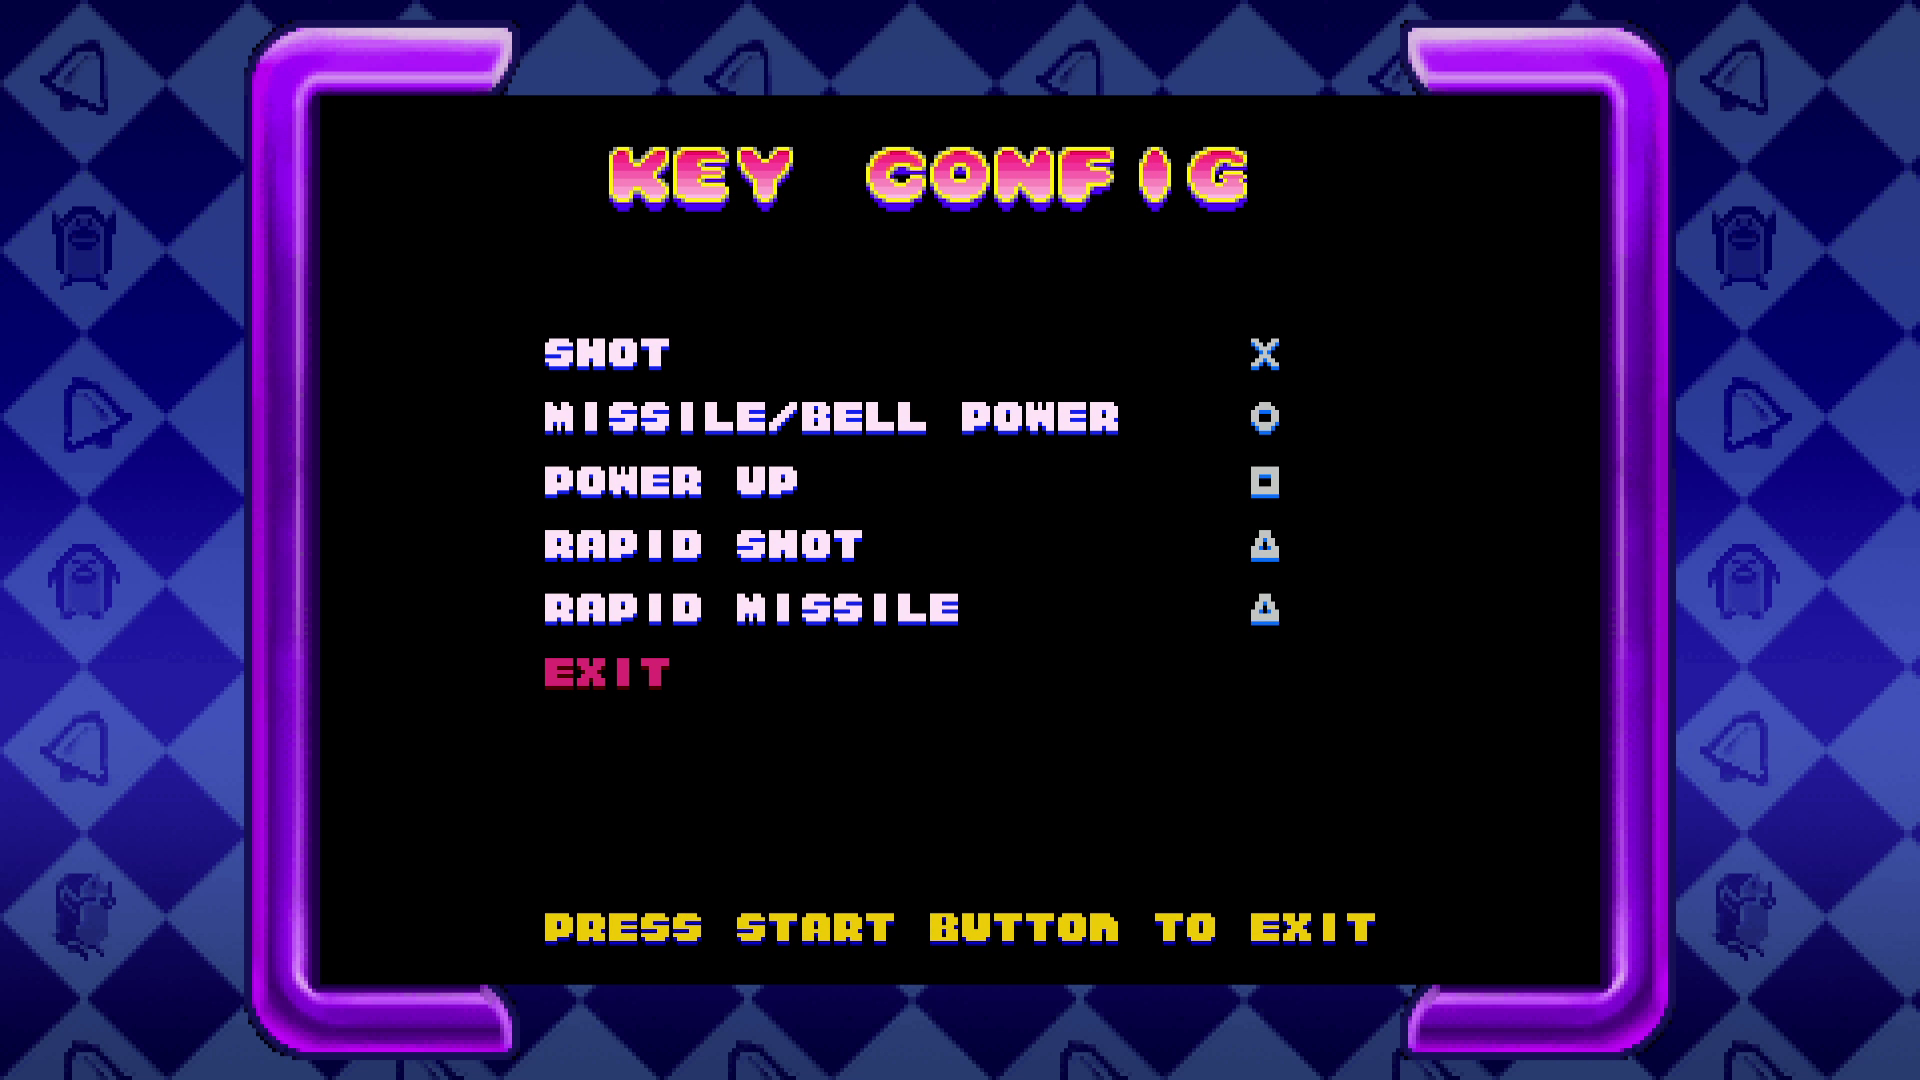 KEY CONFIG
SHOT X
MISSILE/BELL POWER ○
POWER UP □
RAPID SHOT △
RAPID MISSILE △
EXIT
PRESS START BUTTON TO EXIT